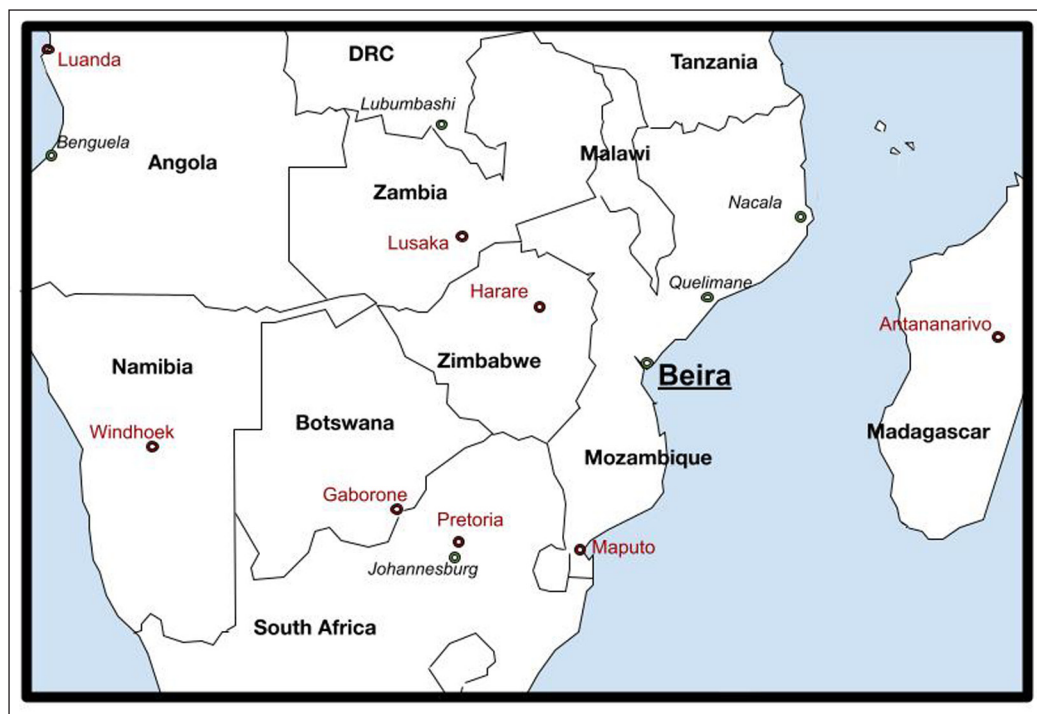 Luanda
DRC
Tanzania
Lubumbashi
Benguela
Angola
Malawi
Zambia
Nacala
Lusaka
Quelimane
Harare
Antananarivo
Namibia
Zimbabwe
Beira
Botswana
Windhoek
Madagascar
Mozambique
Gaborone
Pretoria
Maputo
Johannesburg
South Africa